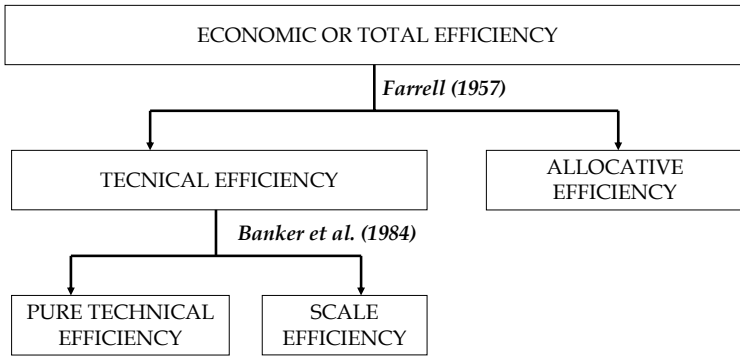 ECONOMIC OR TOTAL EFFICIENCY
Farrell (1957)
TECNICAL EFFICIENCY
ALLOCATIVE
EFFICIENCY
Banker et al. (1984)
PURE TECHNICAL
EFFICIENCY
SCALE
EFFICIENCY